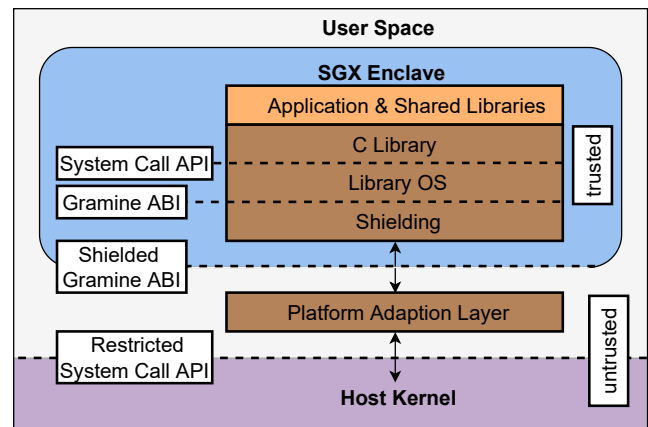 User Space
SGX Enclave
Application & Shared Libraries
C Library
System Call API
Library OS
Gramine ABI
Shielding
trusted
Shielded
Gramine ABI
Platform Adaption Layer
Restricted
System Call API
untrusted
Host Kernel